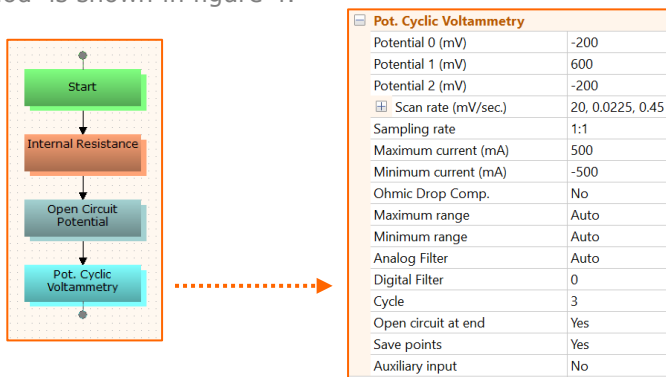 is shown in figure 4.
Start
Internal Resistance
Open Circuit
Potential
Pot. Cyclic
Voltammetry
Pot. Cyclic Voltammetry
Potential 0 (mV) -200
Potential 1 (mV) 600
Potential 2 (mV) -200
Scan rate (mV/sec.) 20, 0.0225, 0.45
Sampling rate 1:1
Maximum current (mA) 500
Minimum current (mA) -500
Ohmic Drop Comp. No
Maximum range Auto
Minimum range Auto
Analog Filter Auto
Digital Filter 0
Cycle 3
Open circuit at end Yes
Save points Yes
Auxiliary input No